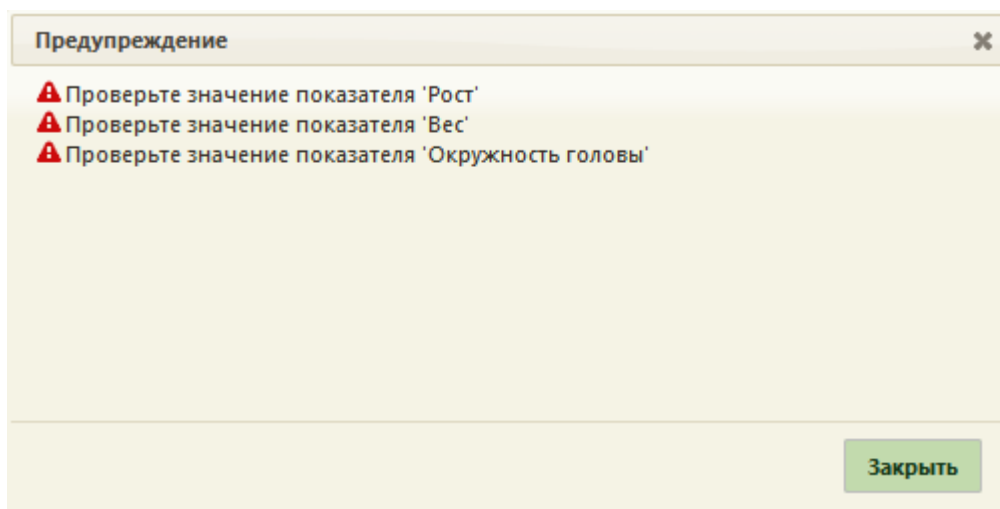 Предупреждение
Проверьте значение показателя 'Рост'
Проверьте значение показателя 'Вес'
Проверьте значение показателя 'Окружность головы'
Закрыть